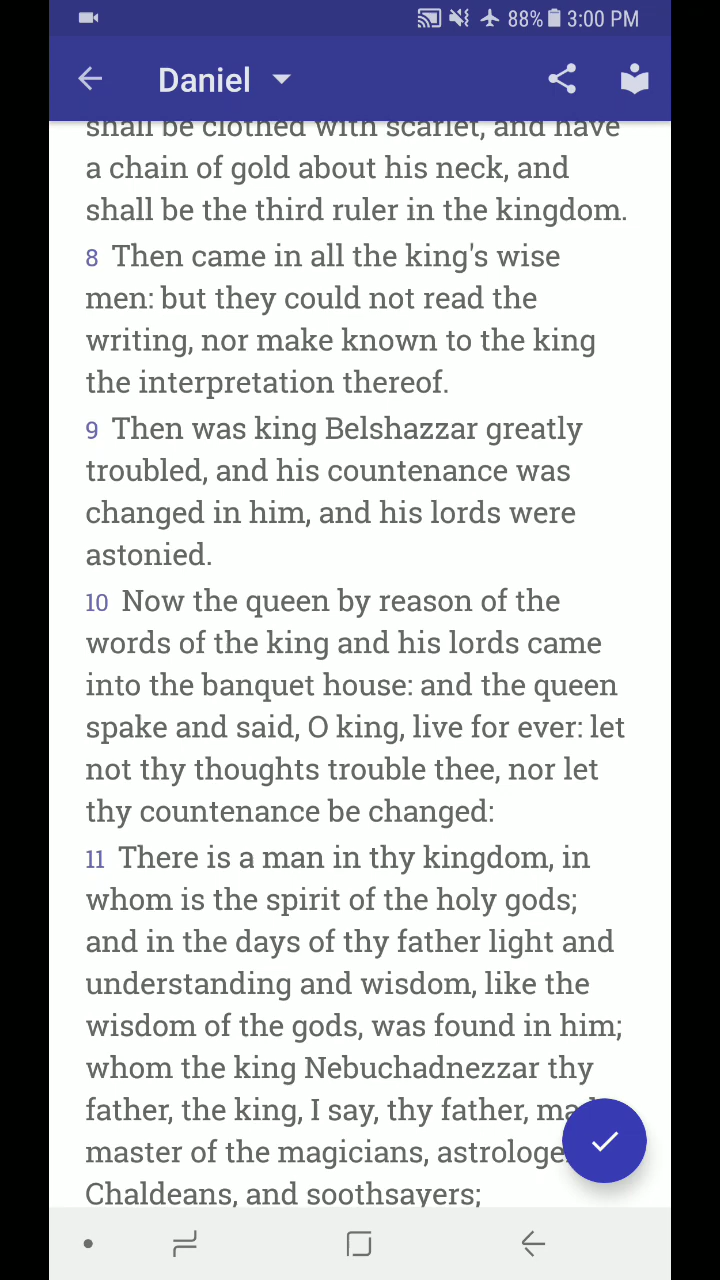 88% 3:00 PM
Daniel
shall be clothed with scarlet, and have
a chain of gold about his neck, and
shall be the third ruler in the kingdom.
8 Then came in all the king's wise
men: but they could not read the
writing, nor make known to the king
the interpretation thereof.
9 Then was king Belshazzar greatly
troubled, and his countenance was
changed in him, and his lords were
astonied.
10 Now the queen by reason of the
words of the king and his lords came
into the banquet house: and the queen
spake and said, O king, live for ever: let
not thy thoughts trouble thee, nor let
thy countenance be changed:
11 There is a man in thy kingdom, in
whom is the spirit of the holy gods;
and in the days of thy father light and
understanding and wisdom, like the
wisdom of the gods, was found in him;
whom the king Nebuchadnezzar thy
father, the king, I say, thy father,
master of the magicians,
Chaldeans, and soothsayers;